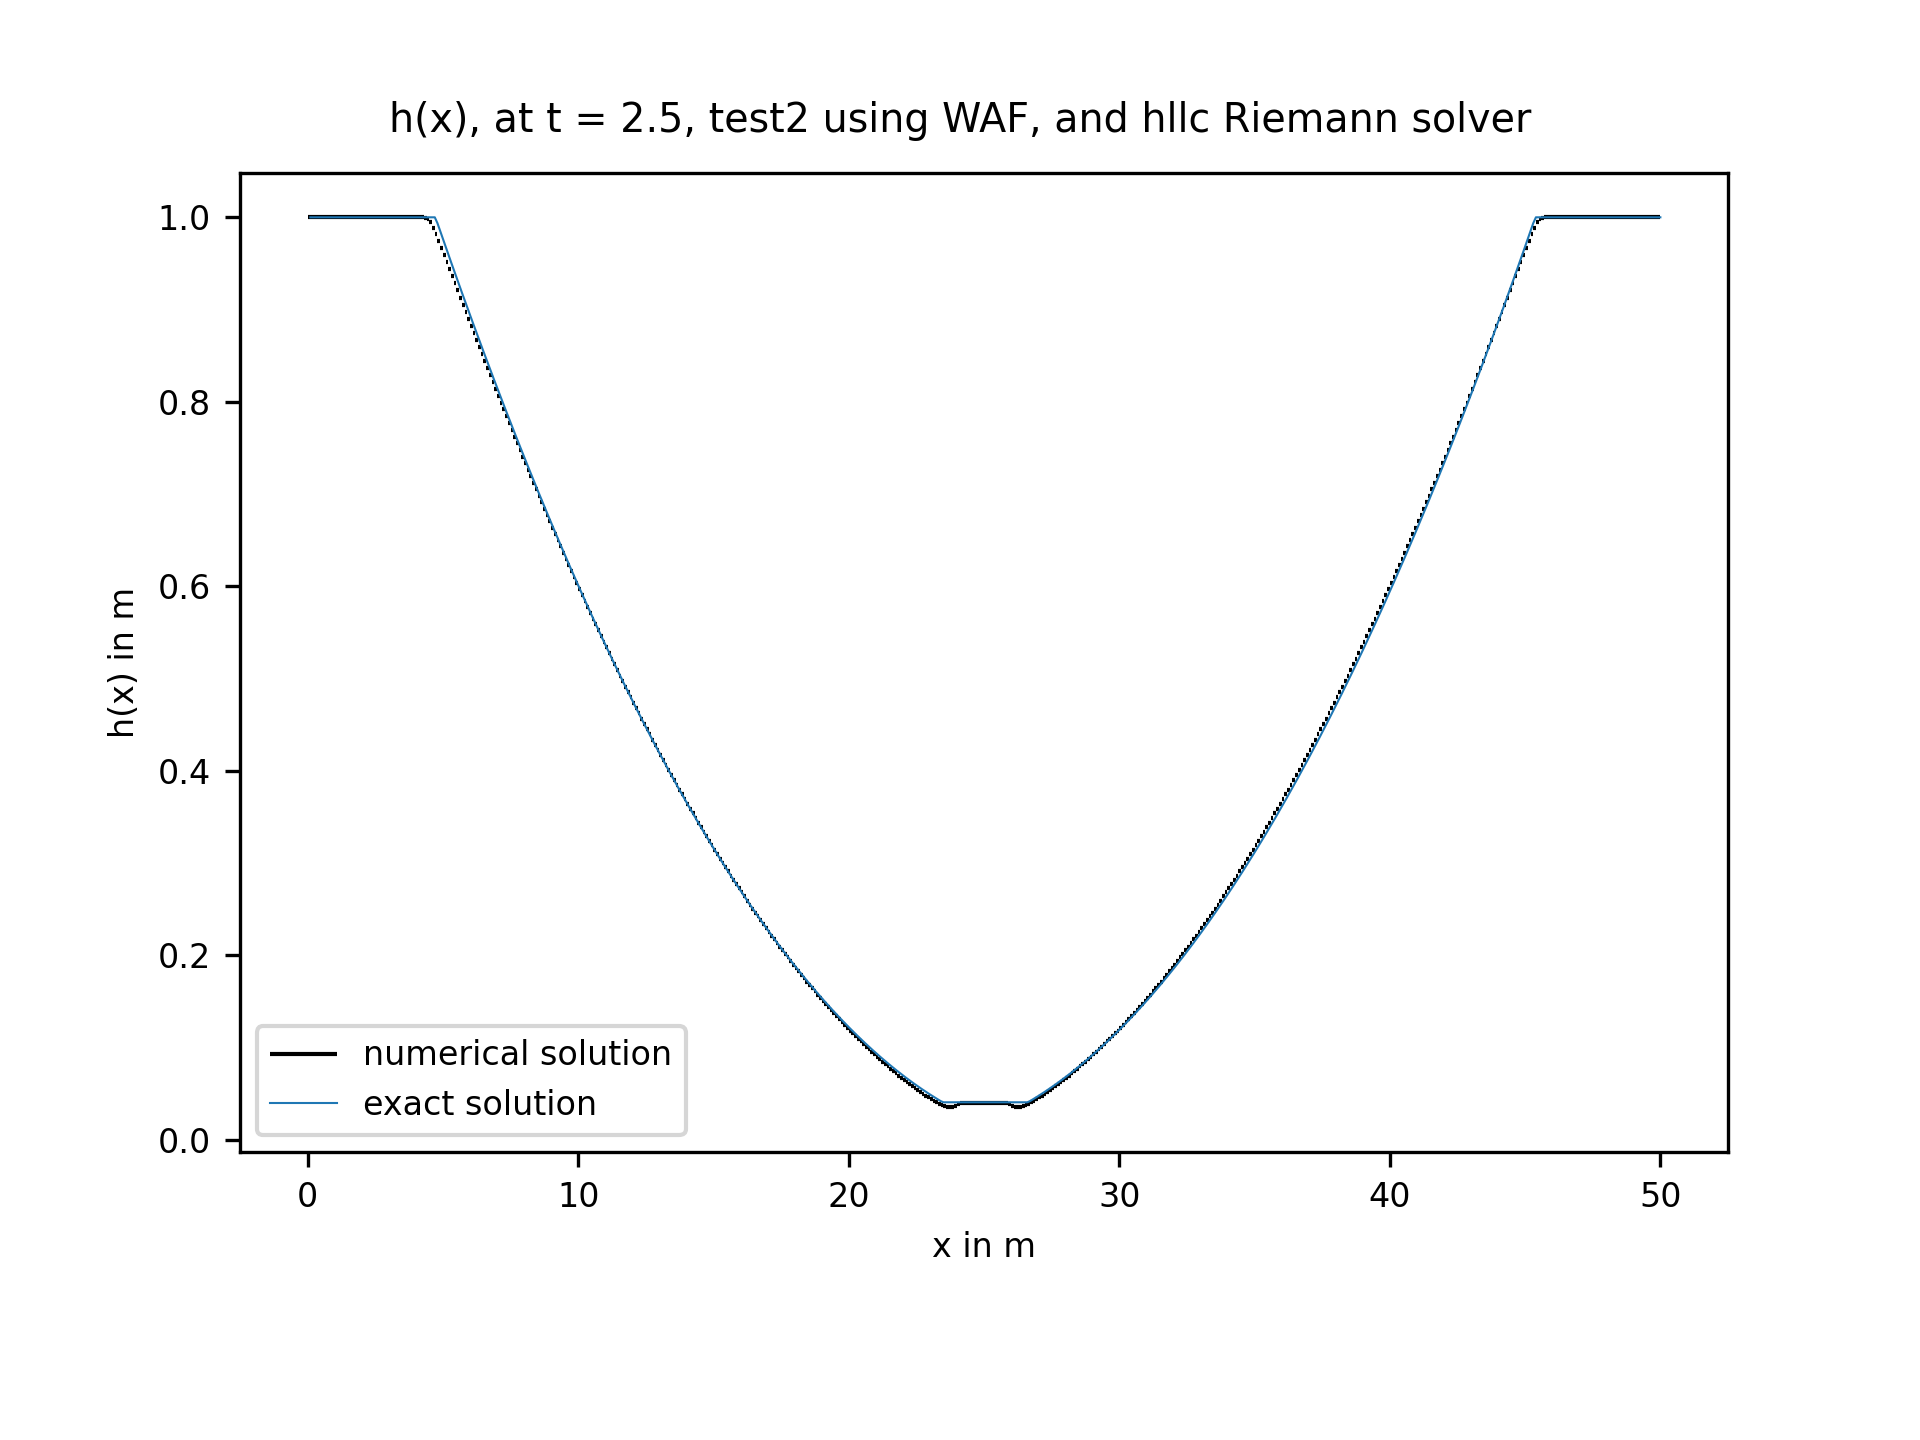 h(x), at t = 2.5, test2 using WAF, and hllc Riemann solver
1.0
0.8
0.6
0.4
0.2
0.0
h(x) in m
numerical solution
exact solution
0 10 20 30 40 50
x in m